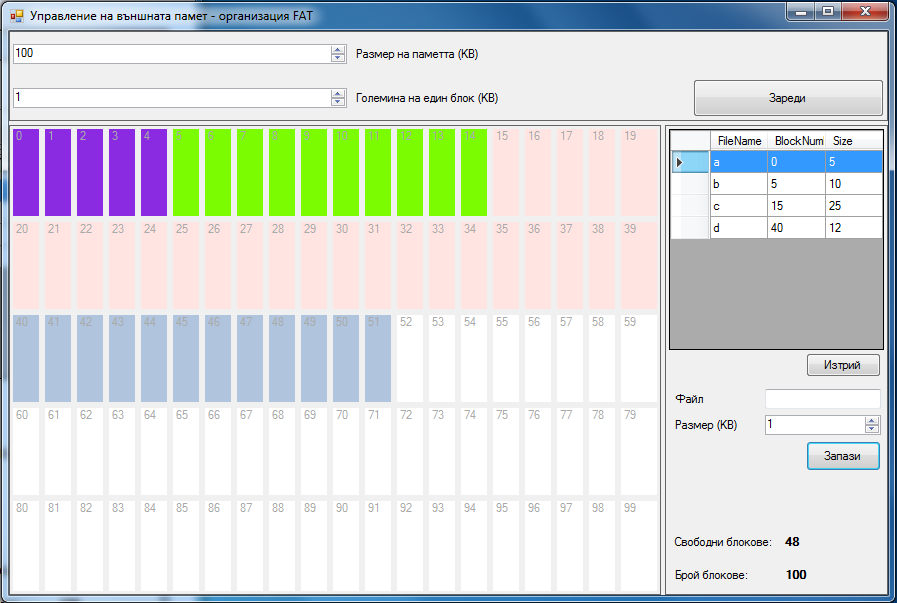 Управление на външната памет - организация FAT
100 Размер на паметта (KB)
1 Големина на един блок (KB)
Зареди
0 1 2 3 4 5 6 7 8 9 10 11 12 13 14 15 16 17 18 19
20 21 22 23 24 25 26 27 28 29 30 31 32 33 34 35 36 37 38 39
40 41 42 43 44 45 46 47 48 49 50 51 52 53 54 55 56 57 58 59
60 61 62 63 64 65 66 67 68 69 70 71 72 73 74 75 76 77 78 79
80 81 82 83 84 85 86 87 88 89 90 91 92 93 94 95 96 97 98 99
FileName BlockNum Size
a 0 5
b 5 10
c 15 25
d 40 12
Изтрий
Файл
Размер (KB) 1
Запази
Свободни блокове: 48
Брой блокове: 100